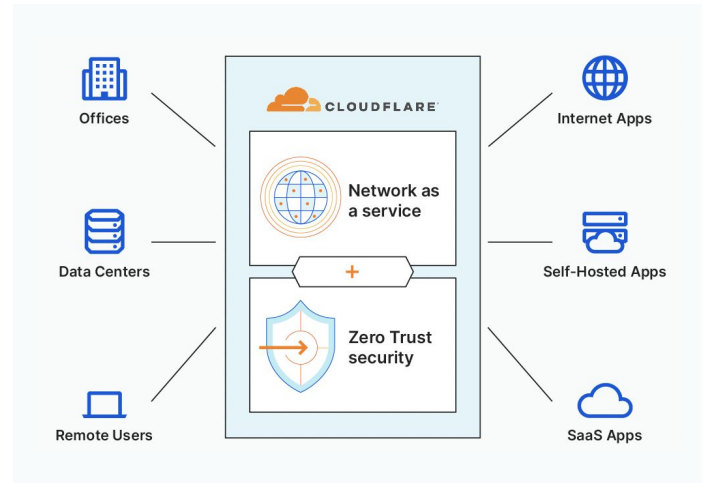 Offices
Data Centers
Remote Users
CLOUDFLARE
Network as
a service
+
Zero Trust
security
Internet Apps
Self-Hosted Apps
SaaS Apps